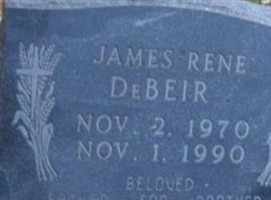 JAMES RENE
DeBEIR
NOV. 2, 1970
NOV. 1, 1990
BELOVED